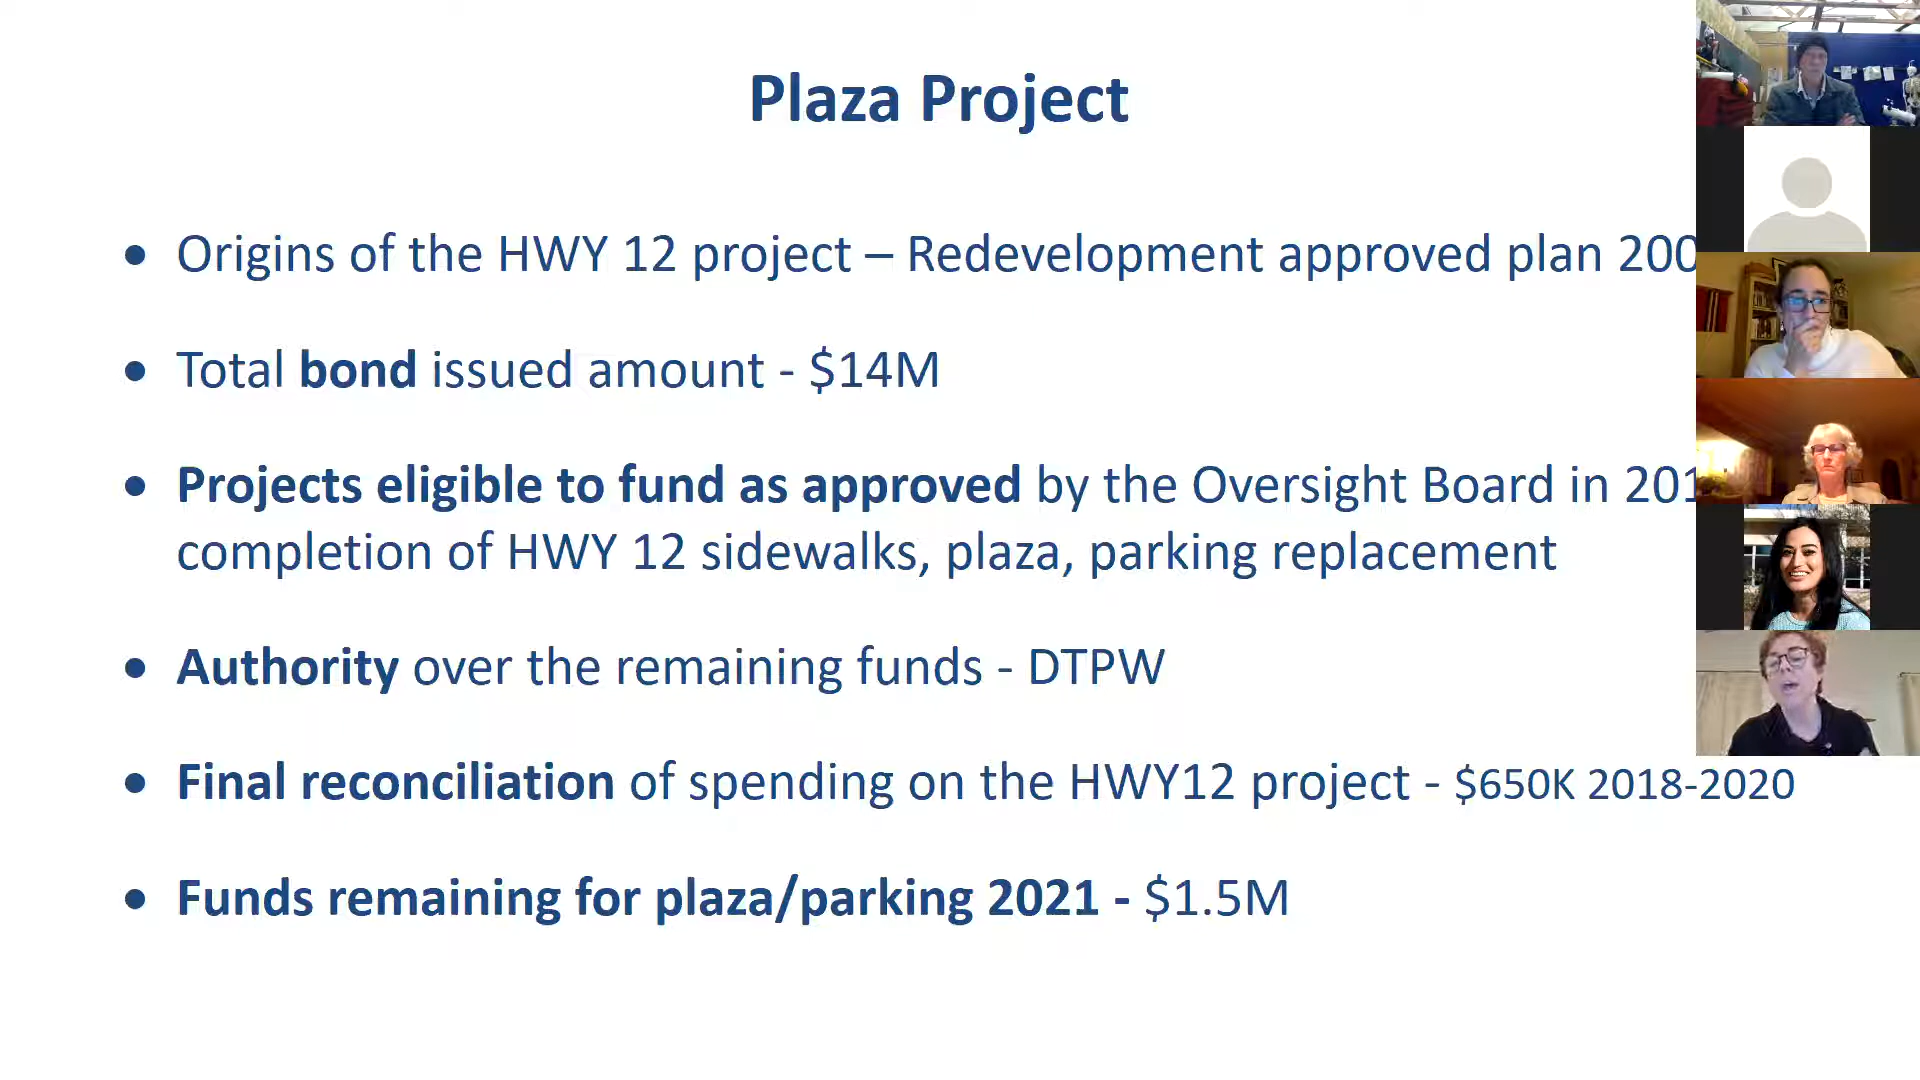 Plaza Project
• Origins of the HWY 12 project – Redevelopment approved plan
• Total bond issued amount - $14M
• Projects eligible to fund as approved by the Oversight Board in
completion of HWY 12 sidewalks, plaza, parking replacement
• Authority over the remaining funds - DTPW
• Final reconciliation of spending on the HWY12 project - $650K 2018-2020
• Funds remaining for plaza/parking 2021 - $1.5M